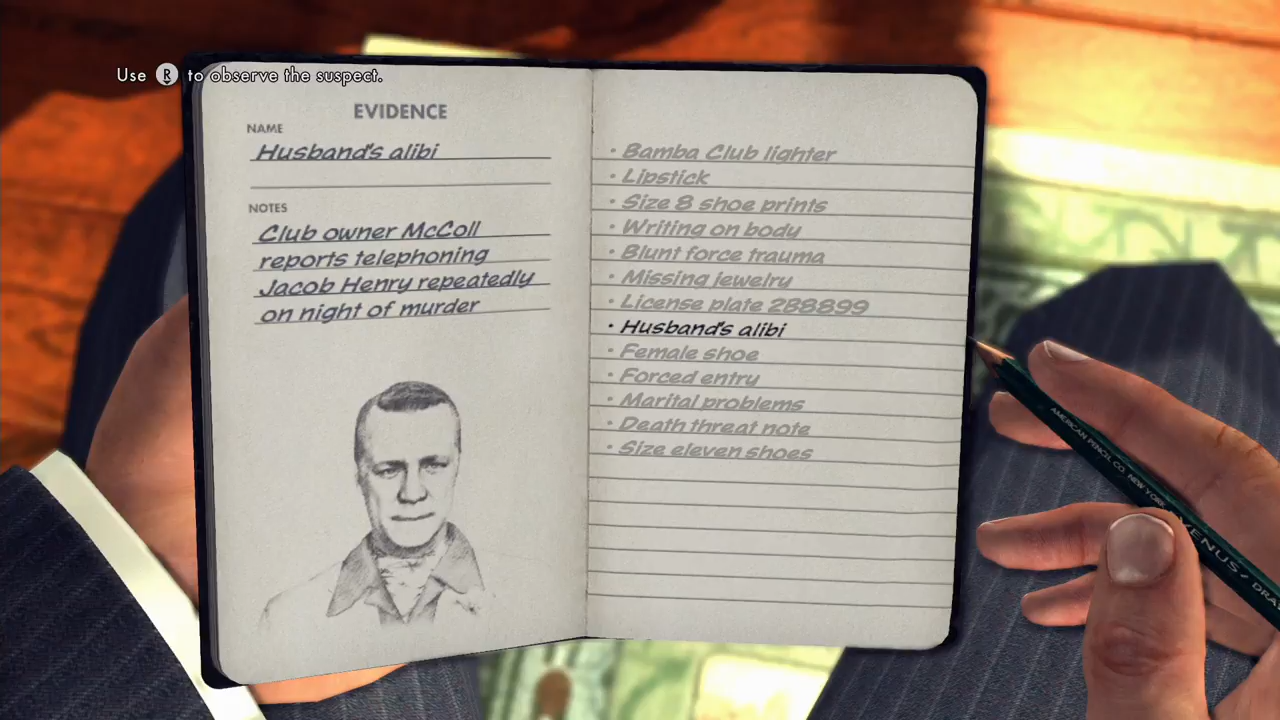 Use R to observe the suspect.
EVIDENCE
NAME
Husband's alibi
NOTES
Club owner McColl
reports telephoning
Jacob Henry repeatedly
on night of murder
• Bamba Club lighter
• Lipstick
• Size 8 shoe prints
• Writing on body
• Blunt force trauma
• Missing jewelry
• License plate 2B8899
• Husband's alibi
• Female shoe
• Forced entry
• Marital problems
• Death threat note
• Size eleven shoes
AMERICAN PENCIL CO. NEW YORK
VENUS